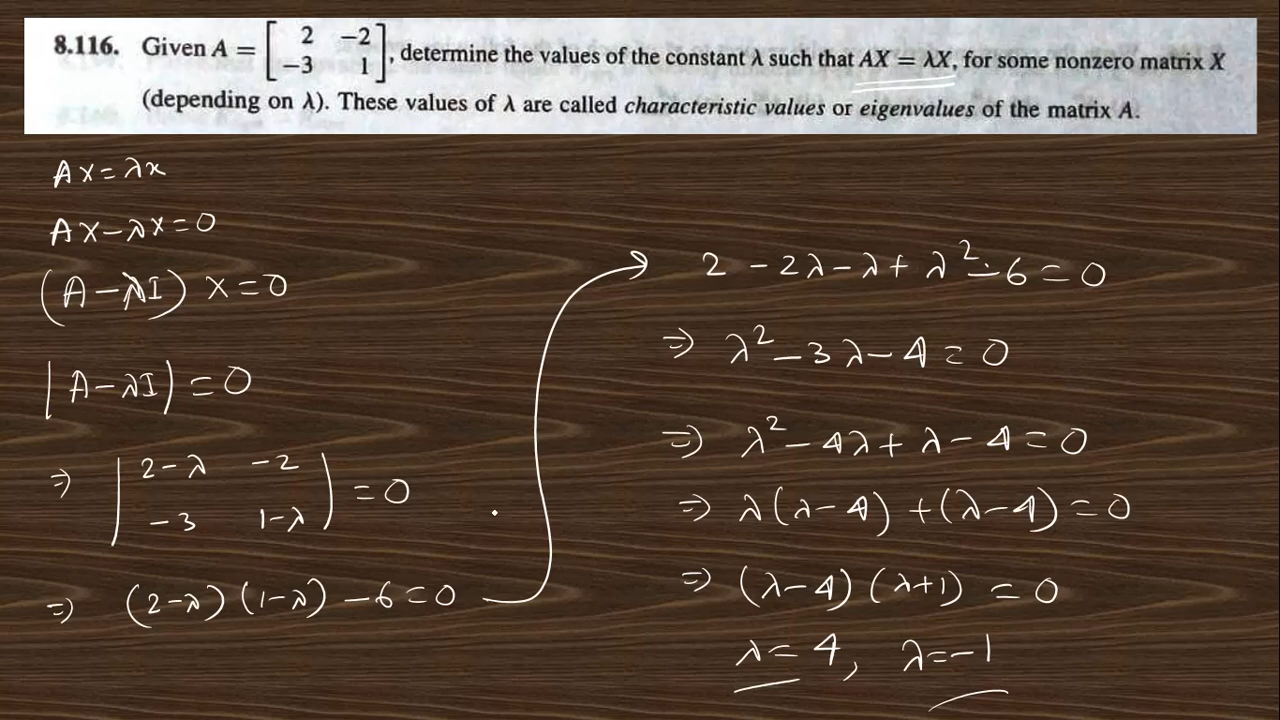 8.116. Given A = [ 2 −2 ; −3 1 ], determine the values of the constant λ such that AX = λX, for some nonzero matrix X
(depending on λ). These values of λ are called characteristic values or eigenvalues of the matrix A.
AX=λx
AX−λX=0
(A−λI) X=0
|A−λI|=0
⇒ | 2−λ −2 ; −3 1−λ | =0
⇒ (2−λ)(1−λ)−6=0
2−2λ−λ+λ²−6=0
⇒ λ²−3λ−4=0
⇒ λ²−4λ+λ−4=0
⇒ λ(λ−4)+(λ−4)=0
⇒ (λ−4)(λ+1)=0
λ=4, λ=−1